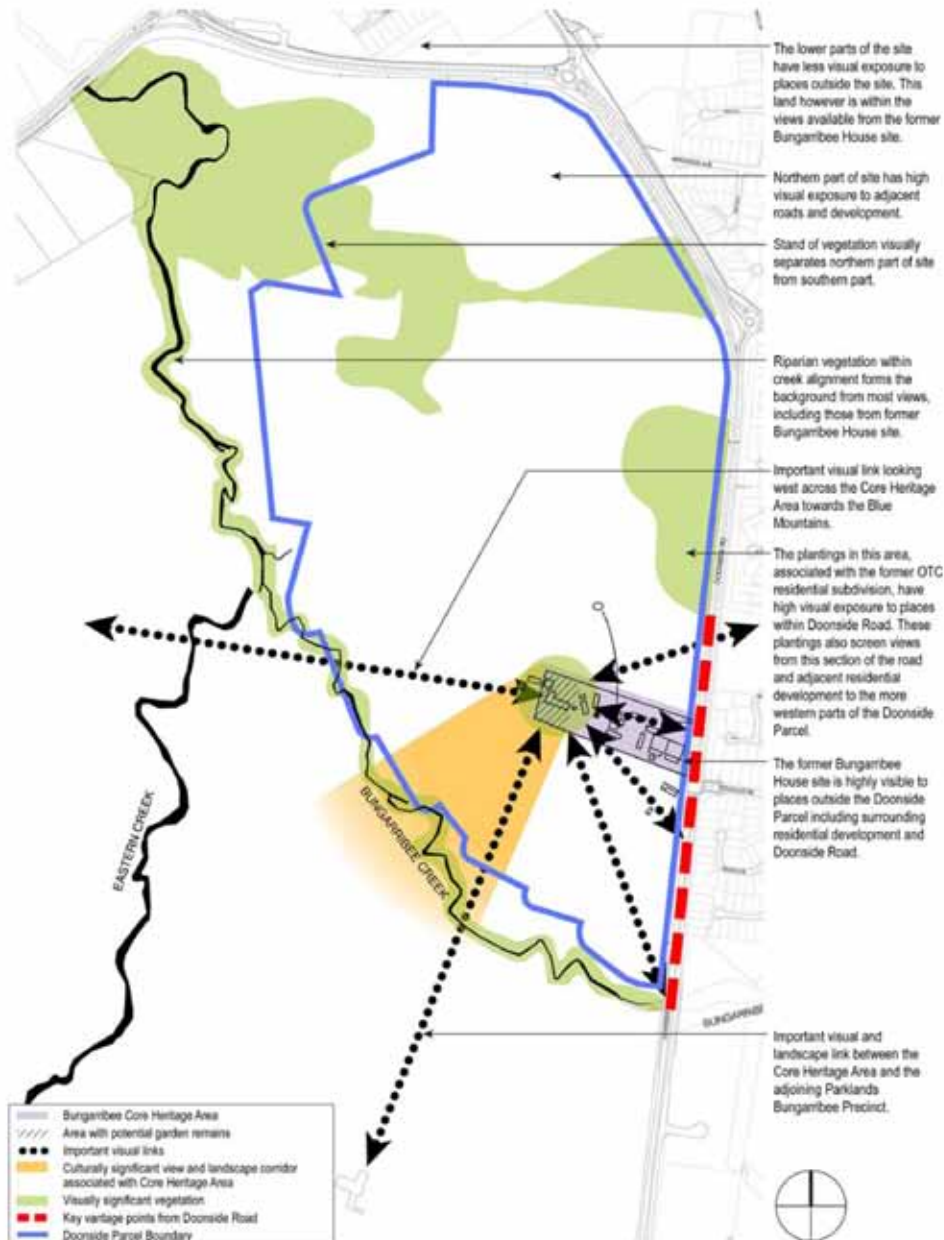 The lower parts of the site
have less visual exposure to
places outside the site. This
land however is within the
views available from the former
Bungarribee House site.
Northern part of site has high
visual exposure to adjacent
roads and development.
Stand of vegetation visually
separates northern part of site
from southern part.
Riparian vegetation within
creek alignment forms the
background from most views,
including those from former
Bungarribee House site.
Important visual link looking
west across the Core Heritage
Area towards the Blue
Mountains.
The plantings in this area,
associated with the former OTC
residential subdivision, have
high visual exposure to places
within Doonside Road. These
plantings also screen views
from this section of the road
and adjacent residential
development to the more
western parts of the Doonside
Parcel.
The former Bungarribee
House site is highly visible to
places outside the Doonside
Parcel including surrounding
residential development and
Doonside Road.
Important visual and
landscape link between the
Core Heritage Area and the
adjoining Parklands
Bungarribee Precinct.
DOONSIDE RD
EASTERN CREEK
BUNGARRIBEE CREEK
Bungarribee Core Heritage Area
Area with potential garden remains
Important visual links
Culturally significant view and landscape corridor
associated with Core Heritage Area
Visually significant vegetation
Key vantage points from Doonside Road
Doonside Parcel Boundary